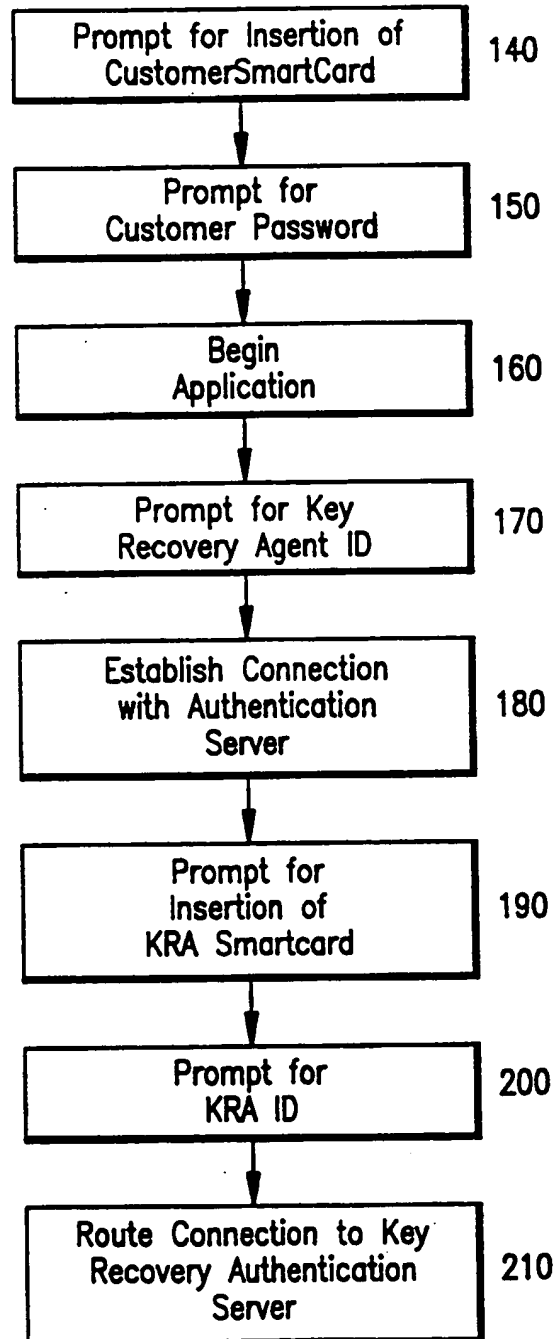 Prompt for Insertion of
CustomerSmartCard
140
Prompt for
Customer Password
150
Begin
Application
160
Prompt for Key
Recovery Agent ID
170
Establish Connection
with Authentication
Server
180
Prompt for
Insertion of
KRA Smartcard
190
Prompt for
KRA ID
200
Route Connection to Key
Recovery Authentication
Server
210